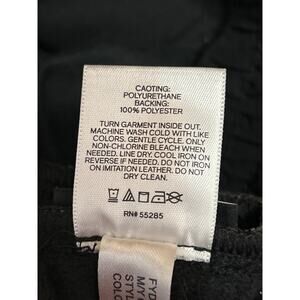 CAOTING:
POLYURETHANE
BACKING:
100% POLYESTER
TURN GARMENT INSIDE OUT.
MACHINE WASH COLD WITH LIKE
COLORS. GENTLE CYCLE. ONLY
NON-CHLORINE BLEACH WHEN
NEEDED. LINE DRY. COOL IRON ON
REVERSE IF NEEDED. DO NOT IRON
ON IMITATION LEATHER. DO NOT
DRY CLEAN.
RN# 55285